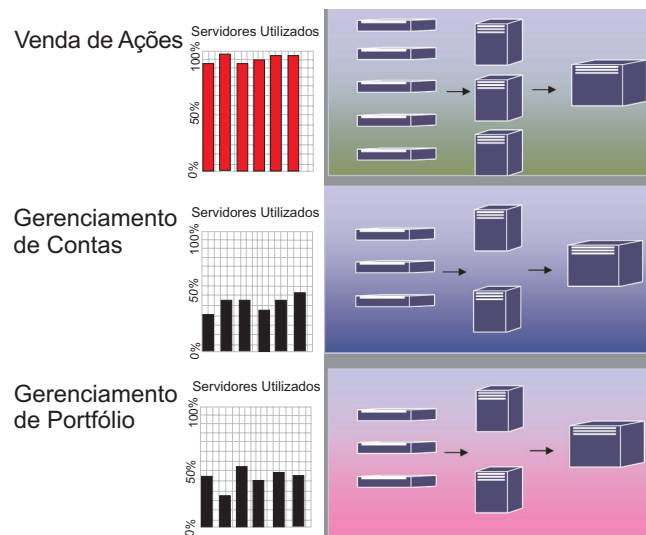 Venda de Ações
Servidores Utilizados
100%
50%
0%
Gerenciamento
de Contas
Servidores Utilizados
100%
50%
0%
Gerenciamento
de Portfólio
Servidores Utilizados
100%
50%
0%